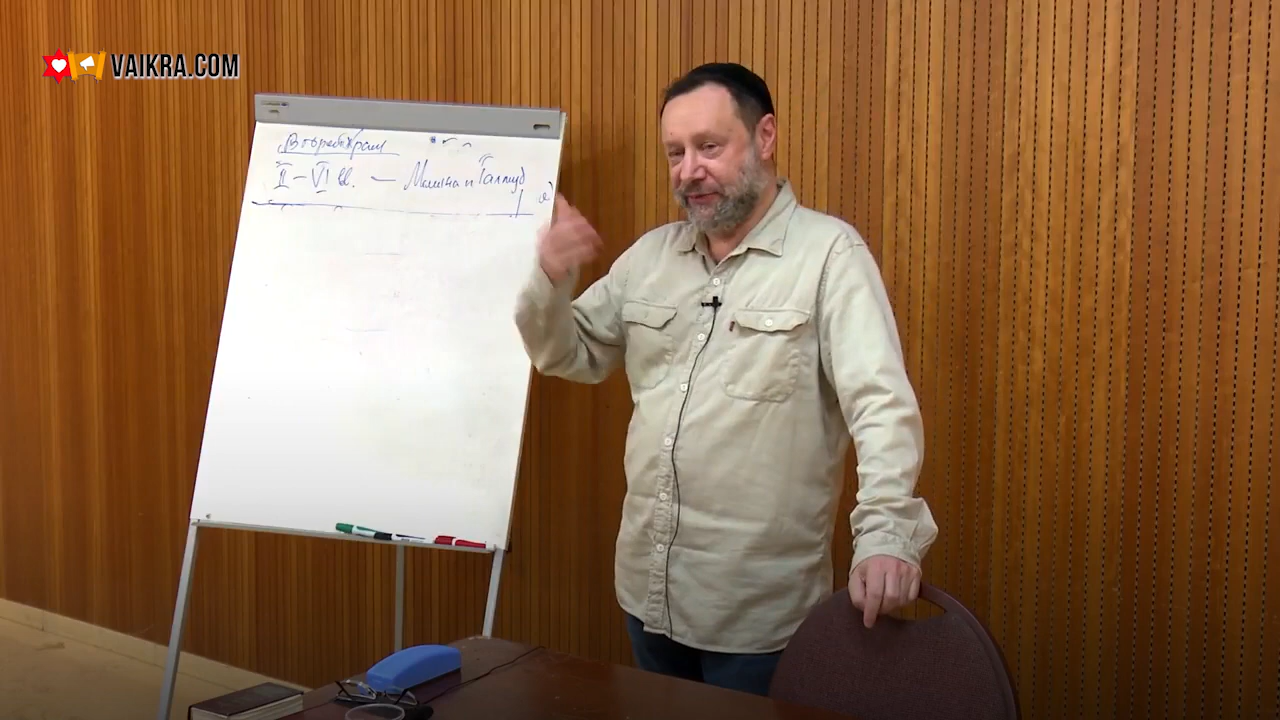 VAIKRA.COM
Второй Храм
II – VI вв. — Мишна и Талмуд